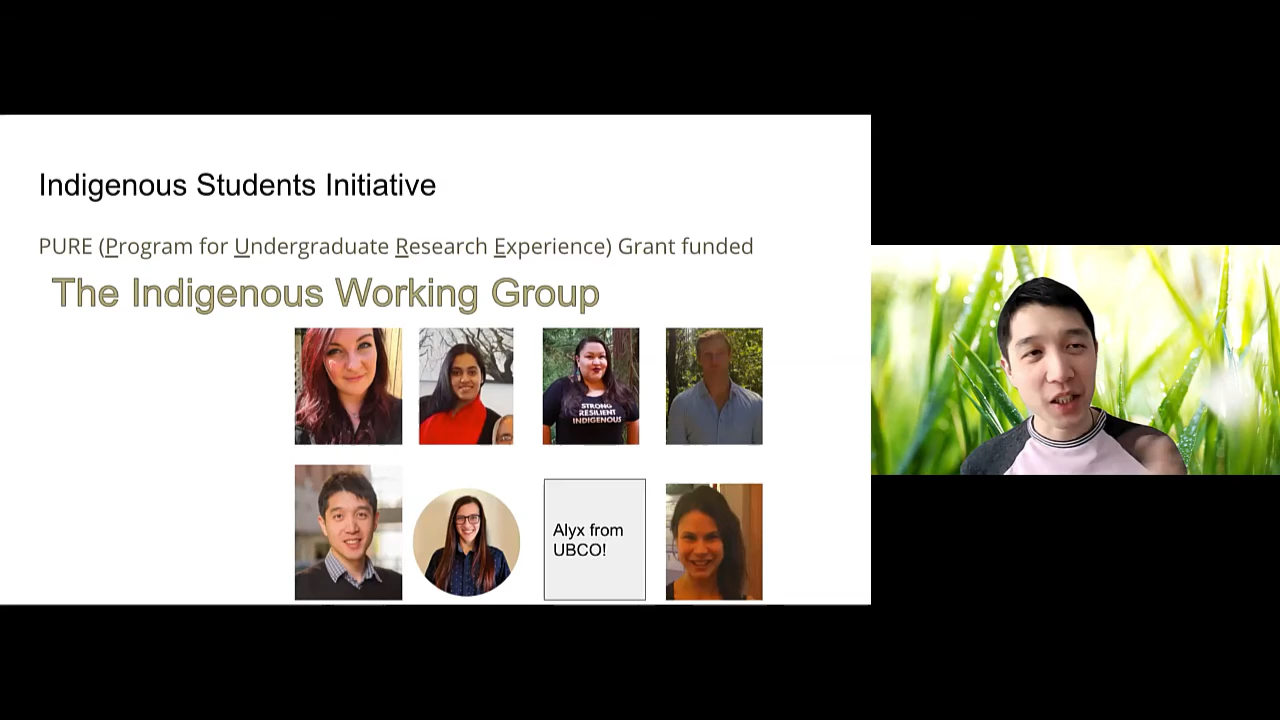 Indigenous Students Initiative
PURE (Program for Undergraduate Research Experience) Grant funded
The Indigenous Working Group
STRONG
RESILIENT
INDIGENOUS
Alyx from
UBCO!